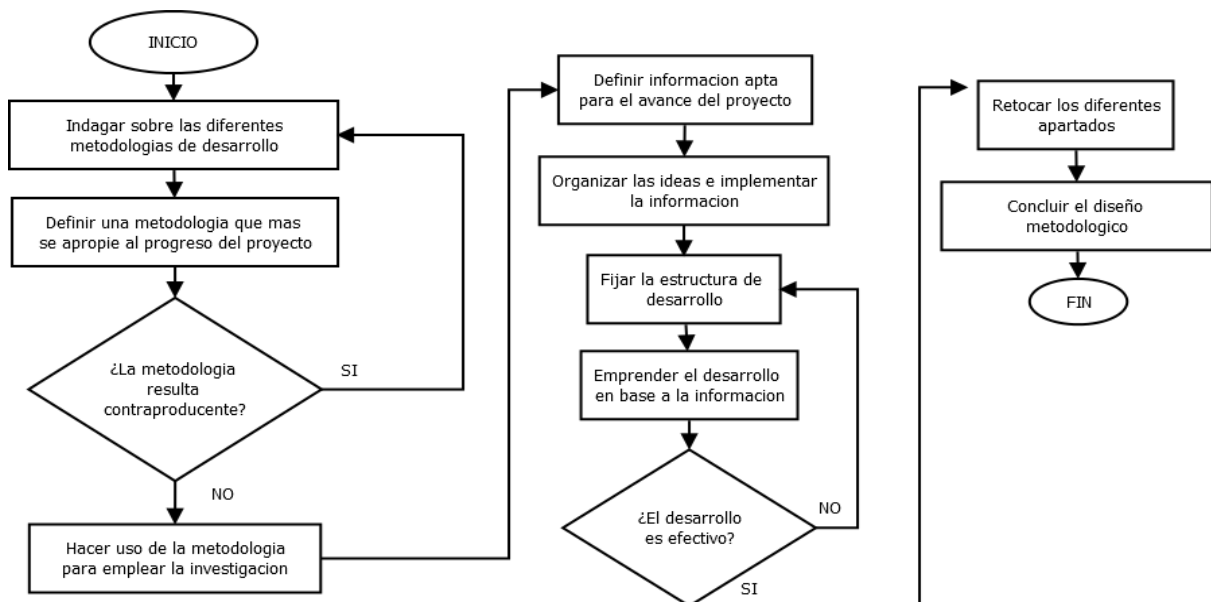 INICIO
Indagar sobre las diferentes
metodologias de desarrollo
Definir una metodologia que mas
se apropie al progreso del proyecto
¿La metodologia
resulta
contraproducente?
SI
NO
Hacer uso de la metodologia
para emplear la investigacion
Definir informacion apta
para el avance del proyecto
Organizar las ideas e implementar
la informacion
Fijar la estructura de
desarrollo
Emprender el desarrollo
en base a la informacion
¿El desarrollo
es efectivo?
NO
SI
Retocar los diferentes
apartados
Concluir el diseño
metodologico
FIN